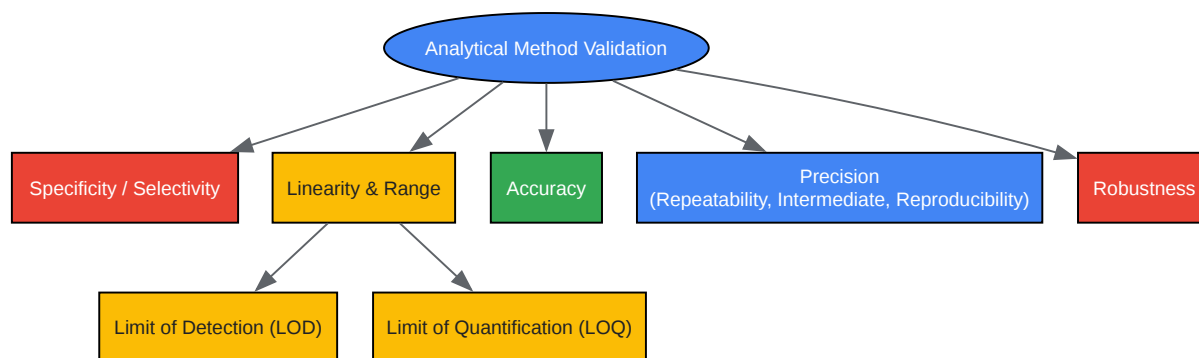 Analytical Method Validation
Specificity / Selectivity
Linearity & Range
Accuracy
Precision
(Repeatability, Intermediate, Reproducibility)
Robustness
Limit of Detection (LOD)
Limit of Quantification (LOQ)